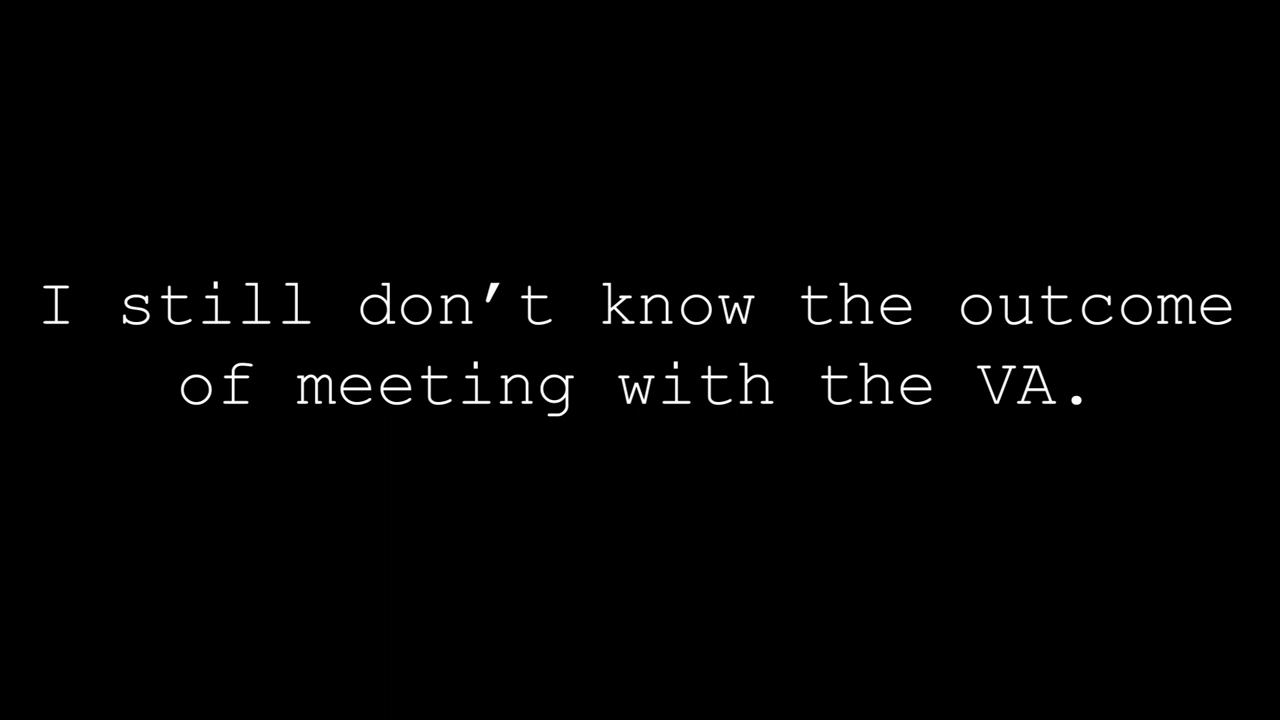 I still don’t know the outcome
of meeting with the VA.